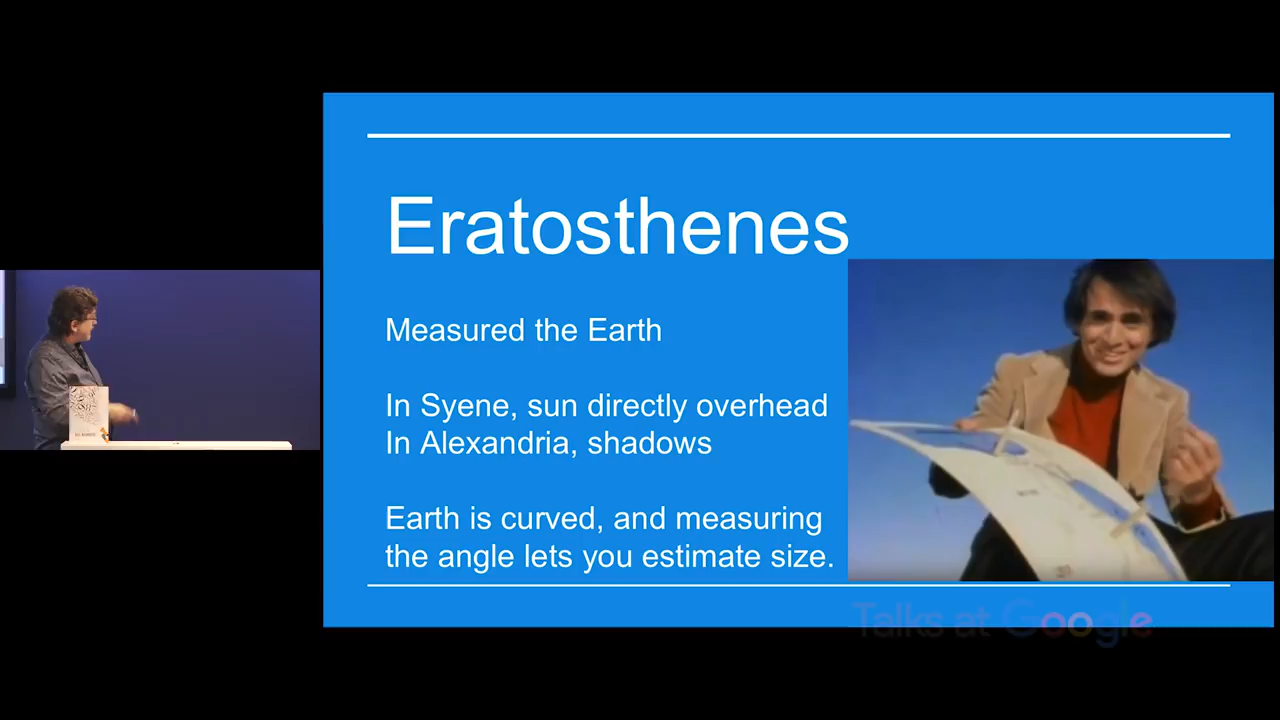 Eratosthenes
Measured the Earth
In Syene, sun directly overhead
In Alexandria, shadows
Earth is curved, and measuring
the angle lets you estimate size.
Talks at Google